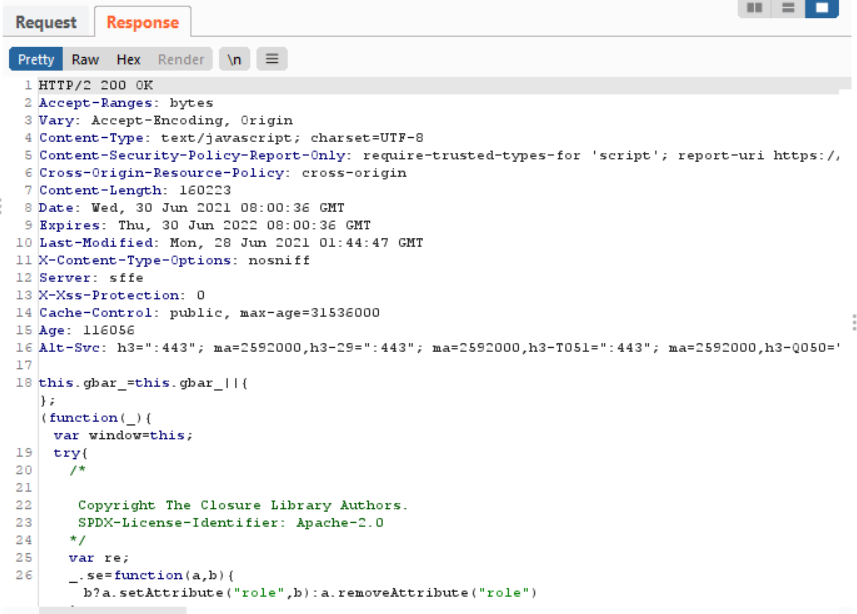 Request Response
Pretty Raw Hex Render \n
1 HTTP/2 200 OK
2 Accept-Ranges: bytes
3 Vary: Accept-Encoding, Origin
4 Content-Type: text/javascript; charset=UTF-8
5 Content-Security-Policy-Report-Only: require-trusted-types-for 'script'; report-uri https:/
6 Cross-Origin-Resource-Policy: cross-origin
7 Content-Length: 160223
8 Date: Wed, 30 Jun 2021 08:00:36 GMT
9 Expires: Thu, 30 Jun 2022 08:00:36 GMT
10 Last-Modified: Mon, 28 Jun 2021 01:44:47 GMT
11 X-Content-Type-Options: nosniff
12 Server: sffe
13 X-Xss-Protection: 0
14 Cache-Control: public, max-age=31536000
15 Age: 116056
16 Alt-Svc: h3=":443"; ma=2592000,h3-29=":443"; ma=2592000,h3-T051=":443"; ma=2592000,h3-Q050="
17
18 this.gbar_=this.gbar_||{
};
(function(_){
var window=this;
19 try{
20 /*
21
22 Copyright The Closure Library Authors.
23 SPDX-License-Identifier: Apache-2.0
24 */
25 var re;
26 _.se=function(a,b){
b?a.setAttribute("role",b):a.removeAttribute("role")